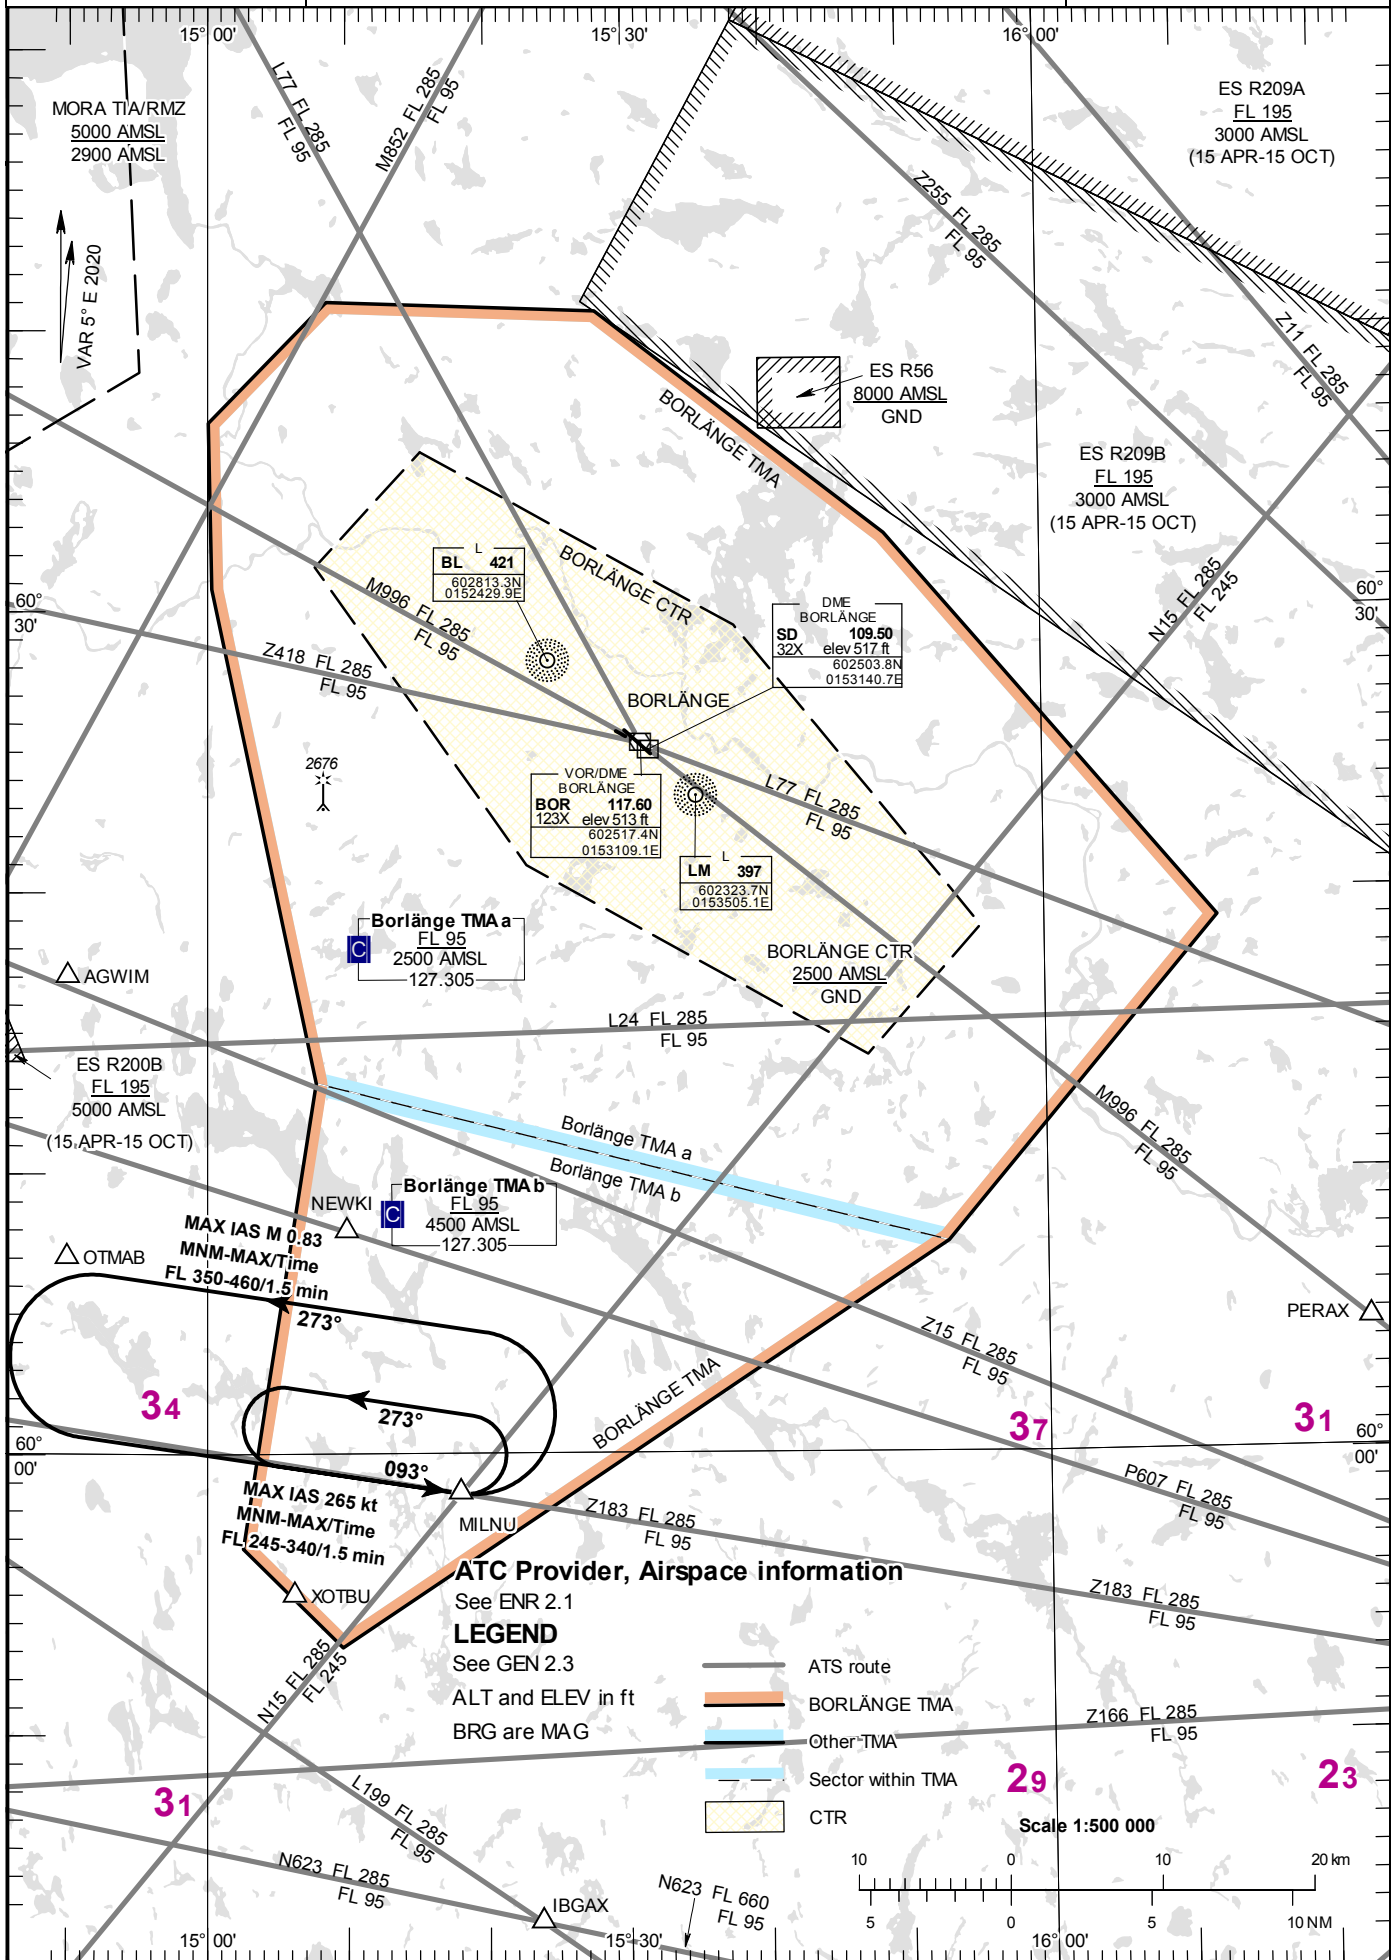 15° 00'
15° 30'
16° 00'
L77 FL 285
FL 95
M852 FL 285
FL 95
MORA TIA/RMZ
5000 AMSL
2900 AMSL
ES R209A
FL 195
3000 AMSL
(15 APR-15 OCT)
Z255 FL 285
FL 95
VAR 5° E 2020
Z11 FL 285
FL 95
ES R56
8000 AMSL
GND
BORLÄNGE TMA
ES R209B
FL 195
3000 AMSL
(15 APR-15 OCT)
L
BL 421
602813.3N
0152429.9E
BORLÄNGE CTR
M996 FL 285
FL 95
N15 FL 285
FL 245
60°
30'
60°
30'
DME
BORLÄNGE
SD 109.50
32X elev 517 ft
602503.8N
0153140.7E
Z418 FL 285
FL 95
BORLÄNGE
2676
VOR/DME
BORLÄNGE
BOR 117.60
123X elev 513 ft
602517.4N
0153109.1E
L77 FL 285
FL 95
L
LM 397
602323.7N
0153505.1E
Borlänge TMA a
C
FL 95
2500 AMSL
127.305
BORLÄNGE CTR
2500 AMSL
GND
AGWIM
L24 FL 285
FL 95
ES R200B
FL 195
5000 AMSL
(15 APR-15 OCT)
M996 FL 285
FL 95
Borlänge TMA a
Borlänge TMA b
Borlänge TMA b
C
FL 95
4500 AMSL
127.305
NEWKI
MAX IAS M 0.83
MNM-MAX/Time
FL 350-460/1.5 min
OTMAB
273°
PERAX
Z15 FL 285
FL 95
BORLÄNGE TMA
34
273°
37
31
60°
00'
60°
00'
093°
P607 FL 285
FL 95
MAX IAS 265 kt
MNM-MAX/Time
FL 245-340/1.5 min
MILNU
Z183 FL 285
FL 95
XOTBU
Z183 FL 285
FL 95
ATC Provider, Airspace information
See ENR 2.1
LEGEND
See GEN 2.3
ALT and ELEV in ft
BRG are MAG
ATS route
BORLÄNGE TMA
Other TMA
Sector within TMA
CTR
N15 FL 285
FL 245
Z166 FL 285
FL 95
31
29
23
L199 FL 285
FL 95
Scale 1:500 000
10 0 10 20 km
5 0 5 10 NM
N623 FL 285
FL 95
N623 FL 660
FL 95
IBGAX
15° 00'
15° 30'
16° 00'